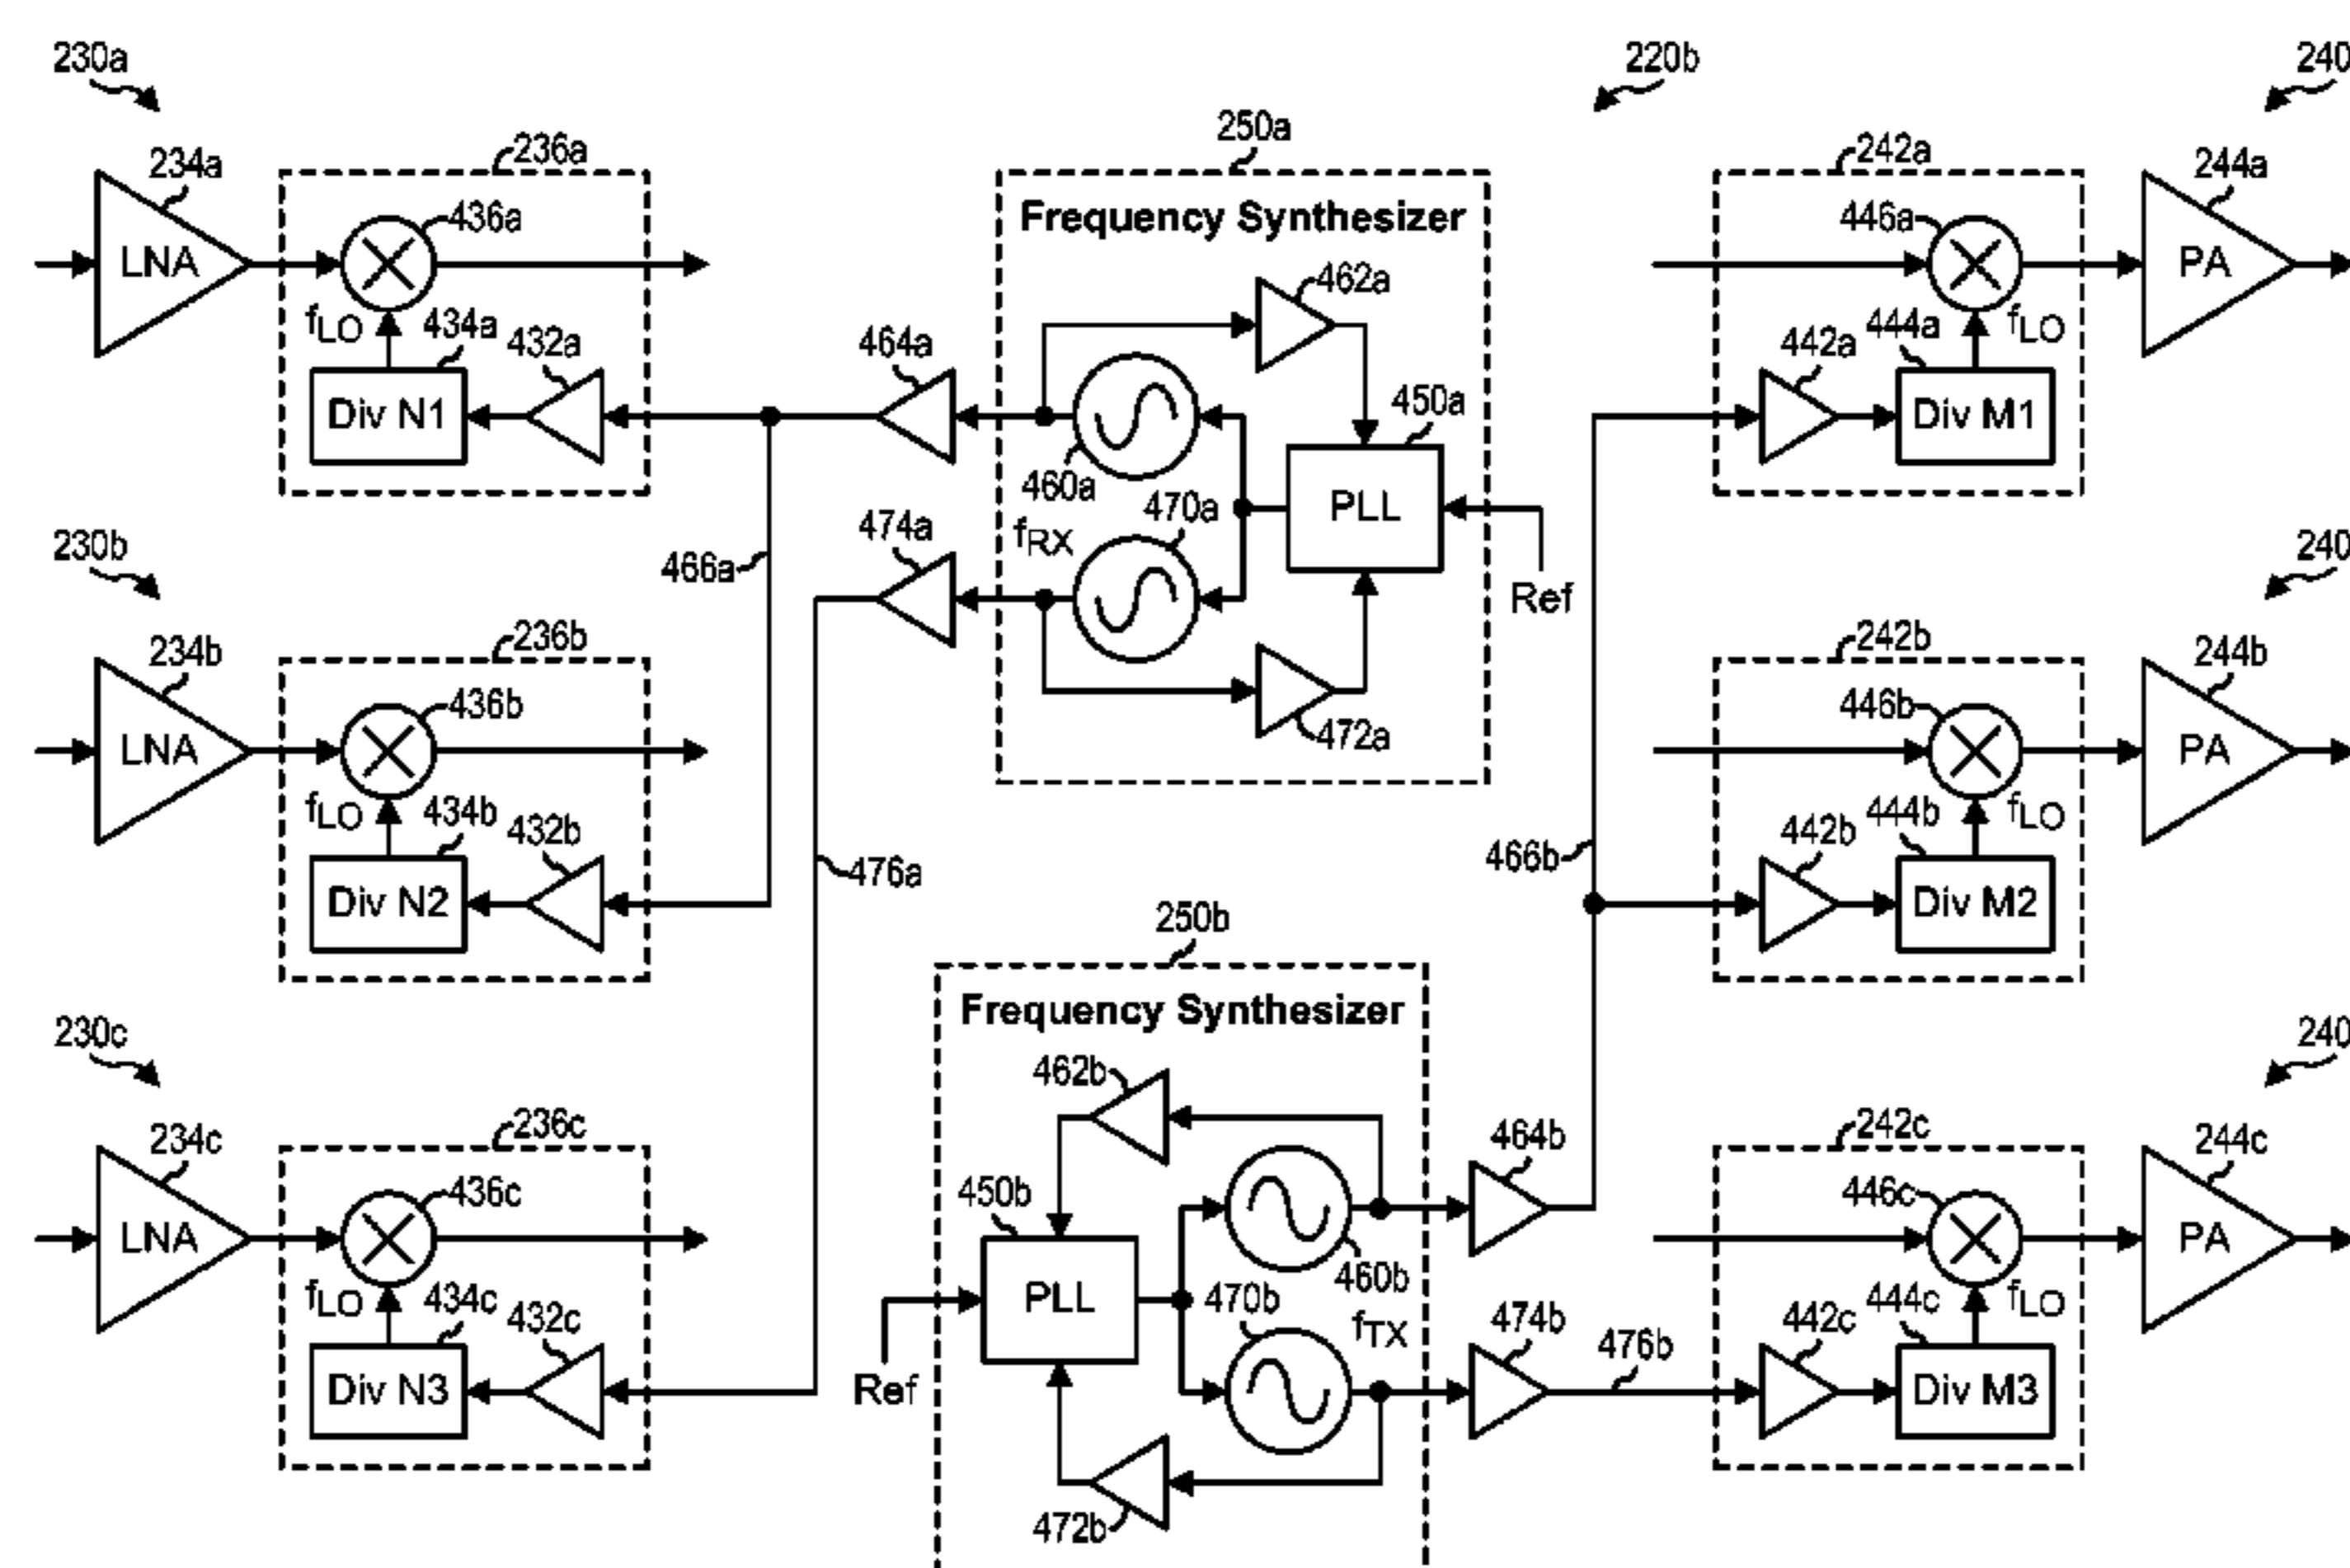 230a
220b
240
250a
234a
236a
242a
244a
Frequency Synthesizer
LNA
436a
462a
446a
PA
fLO
434a
432a
464a
442a
444a
fLO
Div N1
450a
Div M1
460a
PLL
470a
fRX
474a
466a
Ref
230b
240
234b
236b
242b
244b
LNA
436b
472a
446b
PA
fLO
434b
432b
442b
444b
fLO
476a
466b
Div N2
Div M2
250b
Frequency Synthesizer
230c
240
462b
234c
236c
464b
242c
244c
LNA
436c
450b
446c
PA
fLO
434c
432c
PLL
460b
470b
fTX
474b
476b
442c
444c
fLO
Ref
Div N3
Div M3
472b